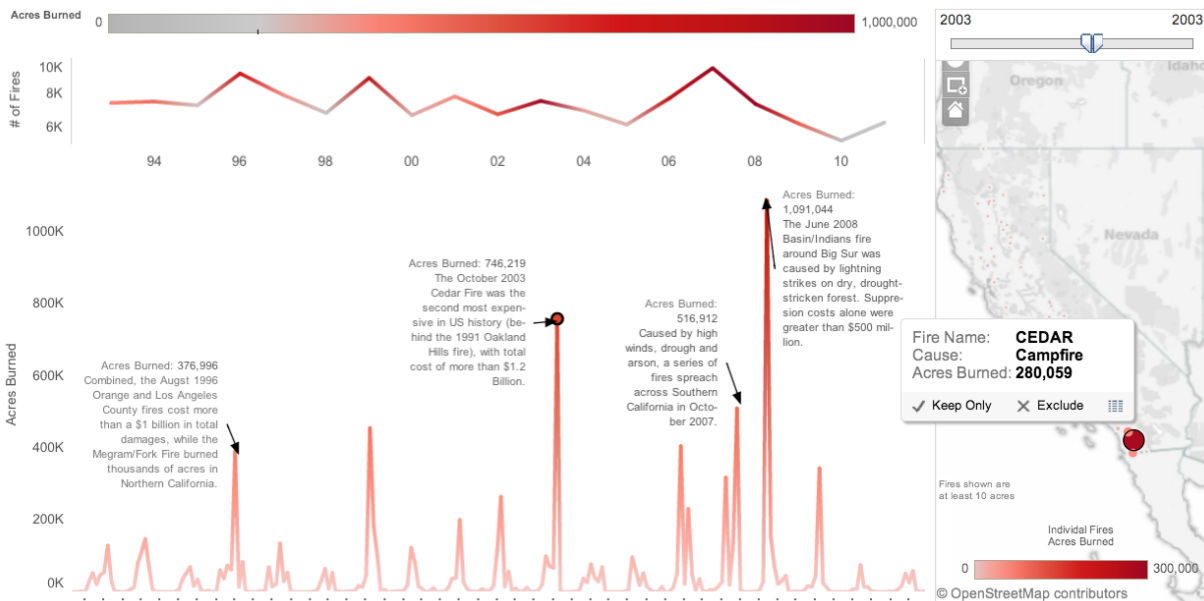 Acres Burned
0
1,000,000
2003
2003
# of Fires
10K
8K
6K
94
96
98
00
02
04
06
08
10
Acres Burned
1000K
800K
600K
400K
200K
0K
Acres Burned: 376,996
Combined, the Augst 1996
Orange and Los Angeles
County fires cost more
than a $1 billion in total
damages, while the
Megram/Fork Fire burned
thousands of acres in
Northern California.
Acres Burned: 746,219
The October 2003
Cedar Fire was the
second most expen-
sive in US history (be-
hind the 1991 Oakland
Hills fire), with total
cost of more than $1.2
Billion.
Acres Burned:
516,912
Caused by high
winds, drough and
arson, a series of
fires spreach
across Southern
California in Octo-
ber 2007.
Acres Burned:
1,091,044
The June 2008
Basin/Indians fire
around Big Sur was
caused by lightning
strikes on dry, drought-
stricken forest. Suppre-
sion costs alone were
greater than $500 mil-
lion.
Oregon
Idaho
Nevada
Fire Name: CEDAR
Cause: Campfire
Acres Burned: 280,059
Keep Only
Exclude
Fires shown are
at least 10 acres
Individal Fires
Acres Burned
0
300,000
© OpenStreetMap contributors